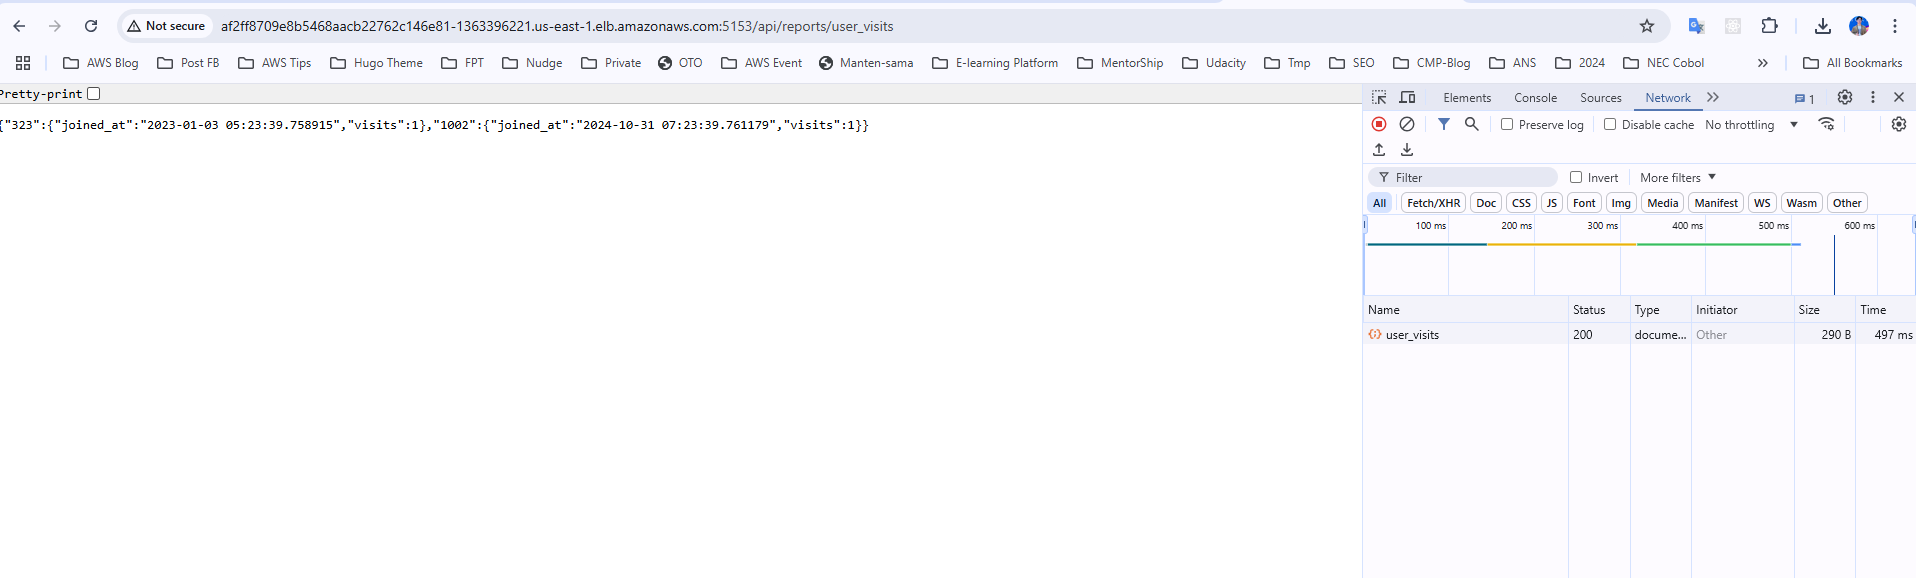 Not secure af2ff8709e8b5468aacb22762c146e81-1363396221.us-east-1.elb.amazonaws.com:5153/api/reports/user_visits
AWS Blog Post FB AWS Tips Hugo Theme FPT Nudge Private OTO AWS Event Manten-sama E-learning Platform MentorShip Udacity Tmp SEO CMP-Blog ANS 2024 NEC Cobol » All Bookmarks
Pretty-print
{"323":{"joined_at":"2023-01-03 05:23:39.758915","visits":1},"1002":{"joined_at":"2024-10-31 07:23:39.761179","visits":1}}
Elements Console Sources Network » 1
Preserve log Disable cache No throttling
Filter Invert More filters
All Fetch/XHR Doc CSS JS Font Img Media Manifest WS Wasm Other
100 ms 200 ms 300 ms 400 ms 500 ms 600 ms
Name Status Type Initiator Size Time
user_visits 200 docume... Other 290 B 497 ms